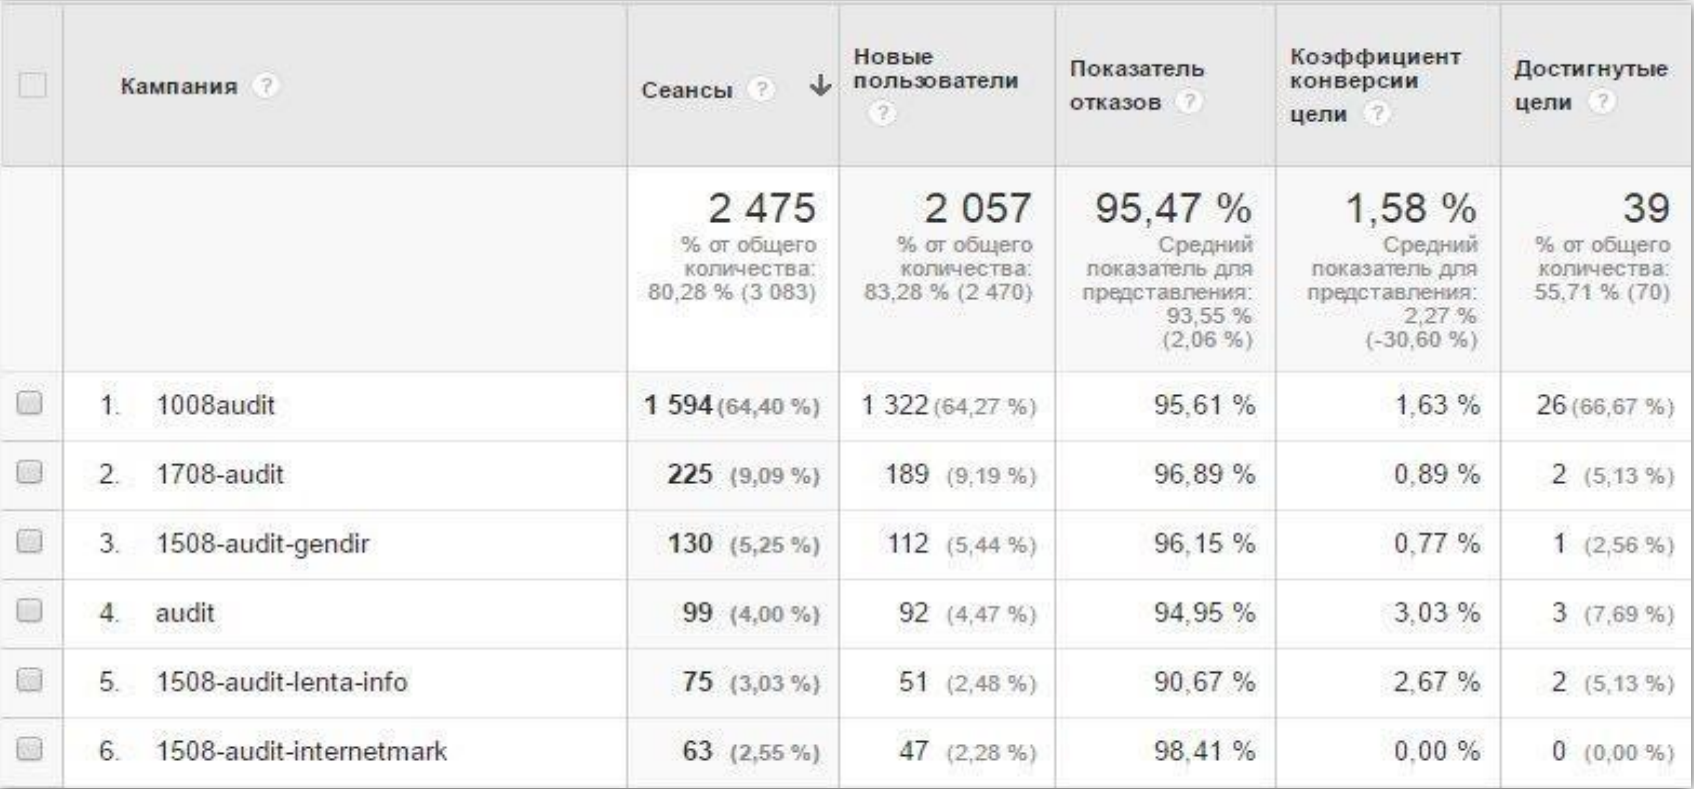 Кампания ?
Сеансы ?
Новые
пользователи
?
Показатель
отказов ?
Коэффициент
конверсии
цели ?
Достигнутые
цели ?
2 475
% от общего
количества:
80,28 % (3 083)
2 057
% от общего
количества:
83,28 % (2 470)
95,47 %
Средний
показатель для
представления:
93,55 %
(2,06 %)
1,58 %
Средний
показатель для
представления:
2,27 %
(-30,60 %)
39
% от общего
количества:
55,71 % (70)
1. 1008audit 1 594 (64,40 %) 1 322 (64,27 %) 95,61 % 1,63 % 26 (66,67 %)
2. 1708-audit 225 (9,09 %) 189 (9,19 %) 96,89 % 0,89 % 2 (5,13 %)
3. 1508-audit-gendir 130 (5,25 %) 112 (5,44 %) 96,15 % 0,77 % 1 (2,56 %)
4. audit 99 (4,00 %) 92 (4,47 %) 94,95 % 3,03 % 3 (7,69 %)
5. 1508-audit-lenta-info 75 (3,03 %) 51 (2,48 %) 90,67 % 2,67 % 2 (5,13 %)
6. 1508-audit-internetmark 63 (2,55 %) 47 (2,28 %) 98,41 % 0,00 % 0 (0,00 %)